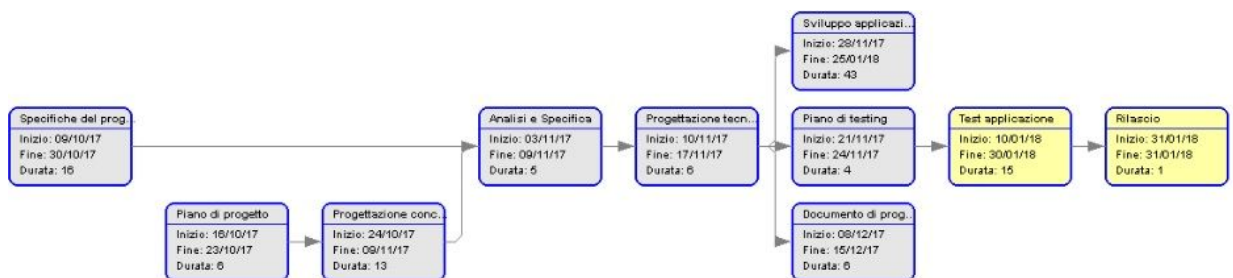 Sviluppo applicazi...
Inizio: 28/11/17
Fine: 25/01/18
Durata: 43
Specifiche del prog...
Inizio: 09/10/17
Fine: 30/10/17
Durata: 16
Analisi e Specifica
Inizio: 03/11/17
Fine: 09/11/17
Durata: 5
Progettazione tecn...
Inizio: 10/11/17
Fine: 17/11/17
Durata: 6
Piano di testing
Inizio: 21/11/17
Fine: 24/11/17
Durata: 4
Test applicazione
Inizio: 10/01/18
Fine: 30/01/18
Durata: 15
Rilascio
Inizio: 31/01/18
Fine: 31/01/18
Durata: 1
Piano di progetto
Inizio: 16/10/17
Fine: 23/10/17
Durata: 6
Progettazione conc...
Inizio: 24/10/17
Fine: 09/11/17
Durata: 13
Documento di prog...
Inizio: 08/12/17
Fine: 15/12/17
Durata: 6